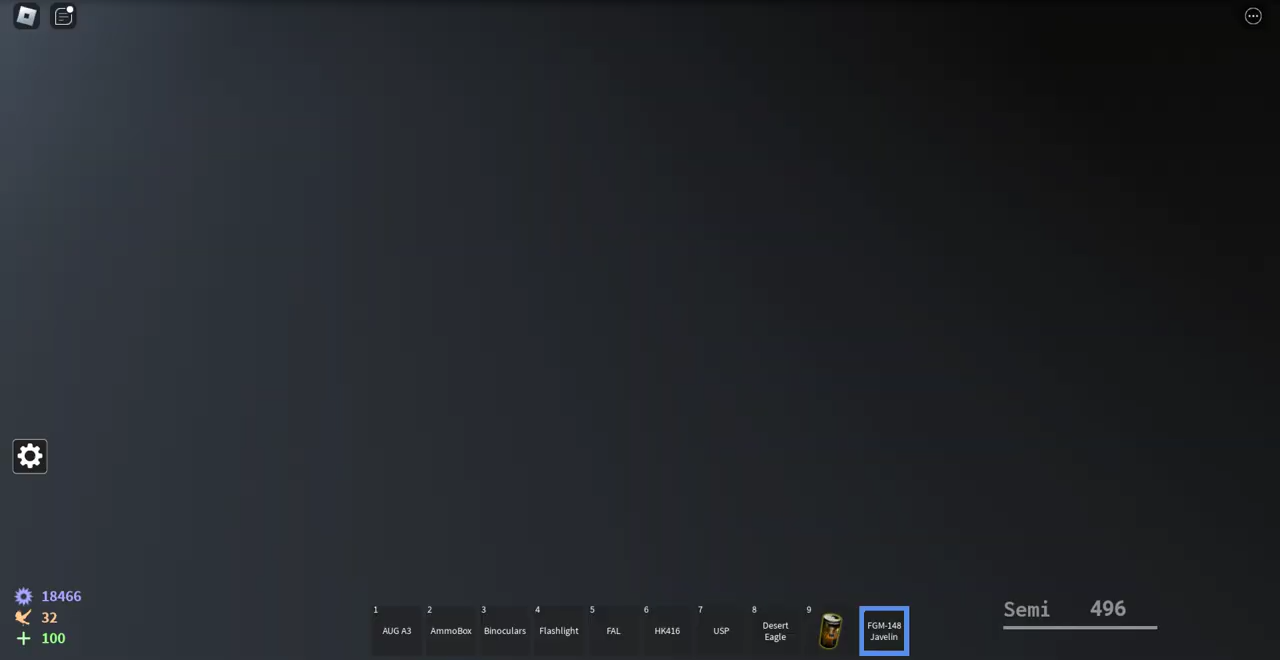 18466
32
100
1 2 3 4 5 6 7 8 9
AUG A3 AmmoBox Binoculars Flashlight FAL HK416 USP Desert Eagle FGM-148 Javelin
Semi 496